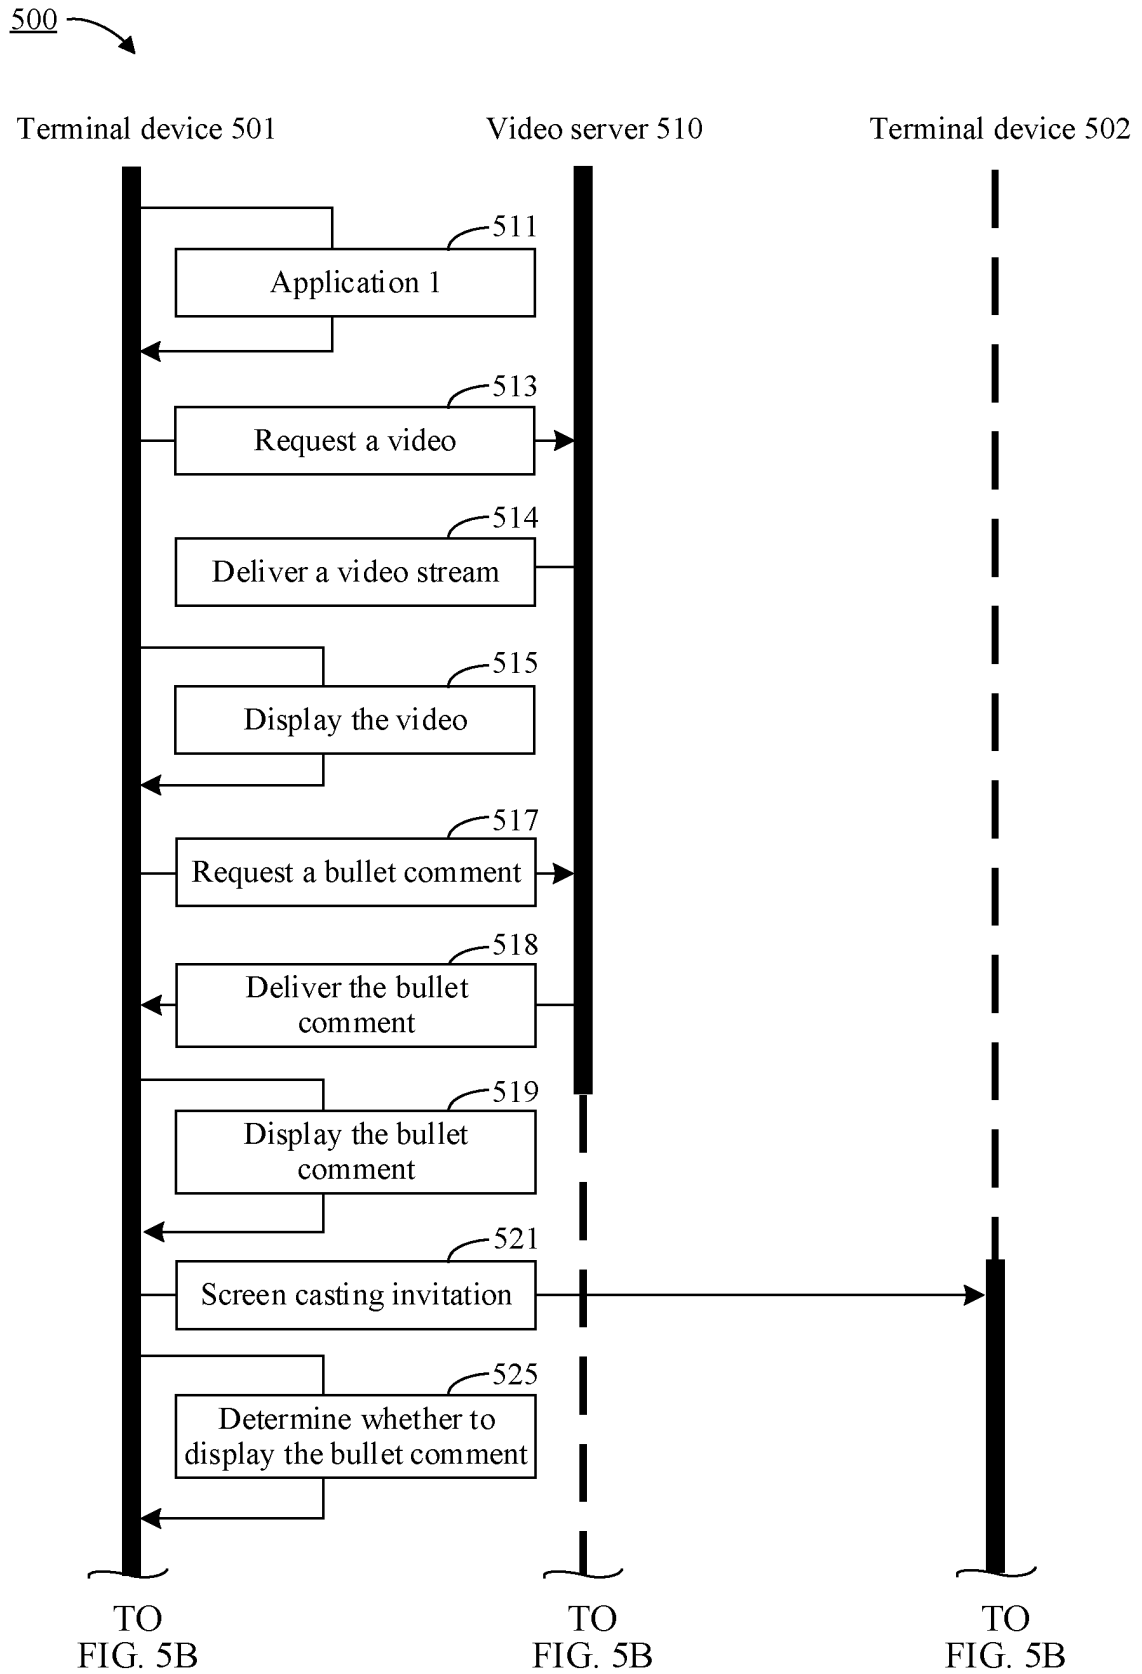 500
Terminal device 501
Video server 510
Terminal device 502
511
Application 1
513
Request a video
514
Deliver a video stream
515
Display the video
517
Request a bullet comment
518
Deliver the bullet
comment
519
Display the bullet
comment
521
Screen casting invitation
525
Determine whether to
display the bullet comment
TO
FIG. 5B
TO
FIG. 5B
TO
FIG. 5B